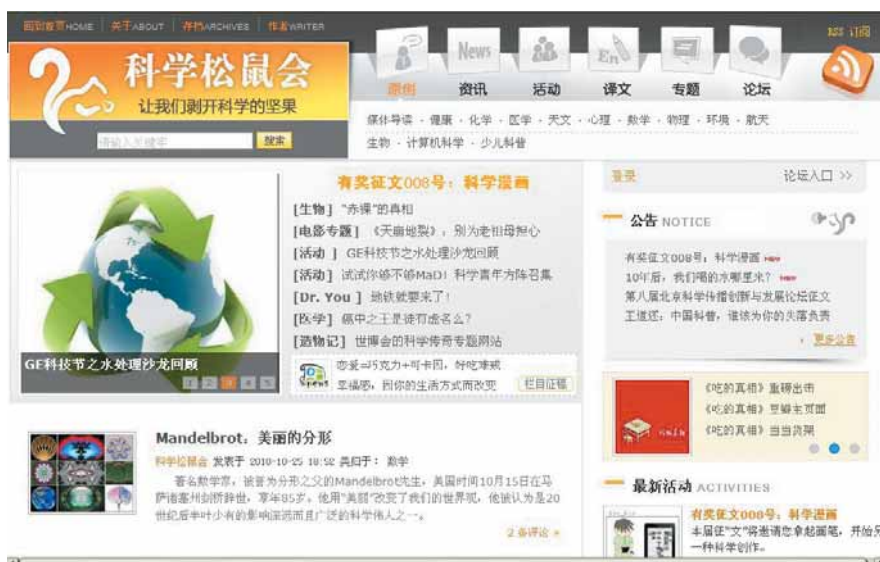 回到首页HOME 关于ABOUT 存档ARCHIVES 作者WRITER
RSS 订阅
科学松鼠会
让我们剥开科学的坚果
请输入关键字 搜索
News
En
原创 资讯 活动 译文 专题 论坛
媒体导读 · 健康 · 化学 · 医学 · 天文 · 心理 · 数学 · 物理 · 环境 · 航天
生物 · 计算机科学 · 少儿科普
有奖征文008号：科学漫画
[生物] "赤裸"的真相
[电影专题] 《天崩地裂》，别为老祖母担心
[活动 ] GE科技节之水处理沙龙回顾
[活动] 试试你够不够MaD！科学青年方阵召集
[Dr. You ] 地铁就要来了！
[医学] 癌中之王是徒有虚名么？
[造物记] 世博会的科学传奇专题网站
恋爱=巧克力+可卡因，好吃难戒
幸福感，因你的生活方式而改变 栏目征稿
GE科技节之水处理沙龙回顾
1 2 3 4 5
登录 论坛入口 >>
公告 NOTICE
有奖征文008号：科学漫画 NEW
10年后，我们喝的水哪里来？ NEW
第八届北京科学传播创新与发展论坛征文
王道还：中国科普，谁该为你的失落负责
更多公告
《吃的真相》重磅出击
《吃的真相》豆瓣主页面
《吃的真相》当当货架
Mandelbrot，美丽的分形
科学松鼠会 发表于 2010-10-25 18:52 类归于： 数学
著名数学家，被誉为分形之父的Mandelbrot先生，美国时间10月15日在马
萨诸塞州剑桥辞世，享年85岁。他用"美丽"改变了我们的世界观，他被认为是20
世纪后半叶少有的影响深远而且广泛的科学伟人之一。
2 条评论 »
最新活动 ACTIVITIES
有奖征文008号：科学漫画
本届征"文"将邀请您拿起画笔，开始另
一种科学创作。